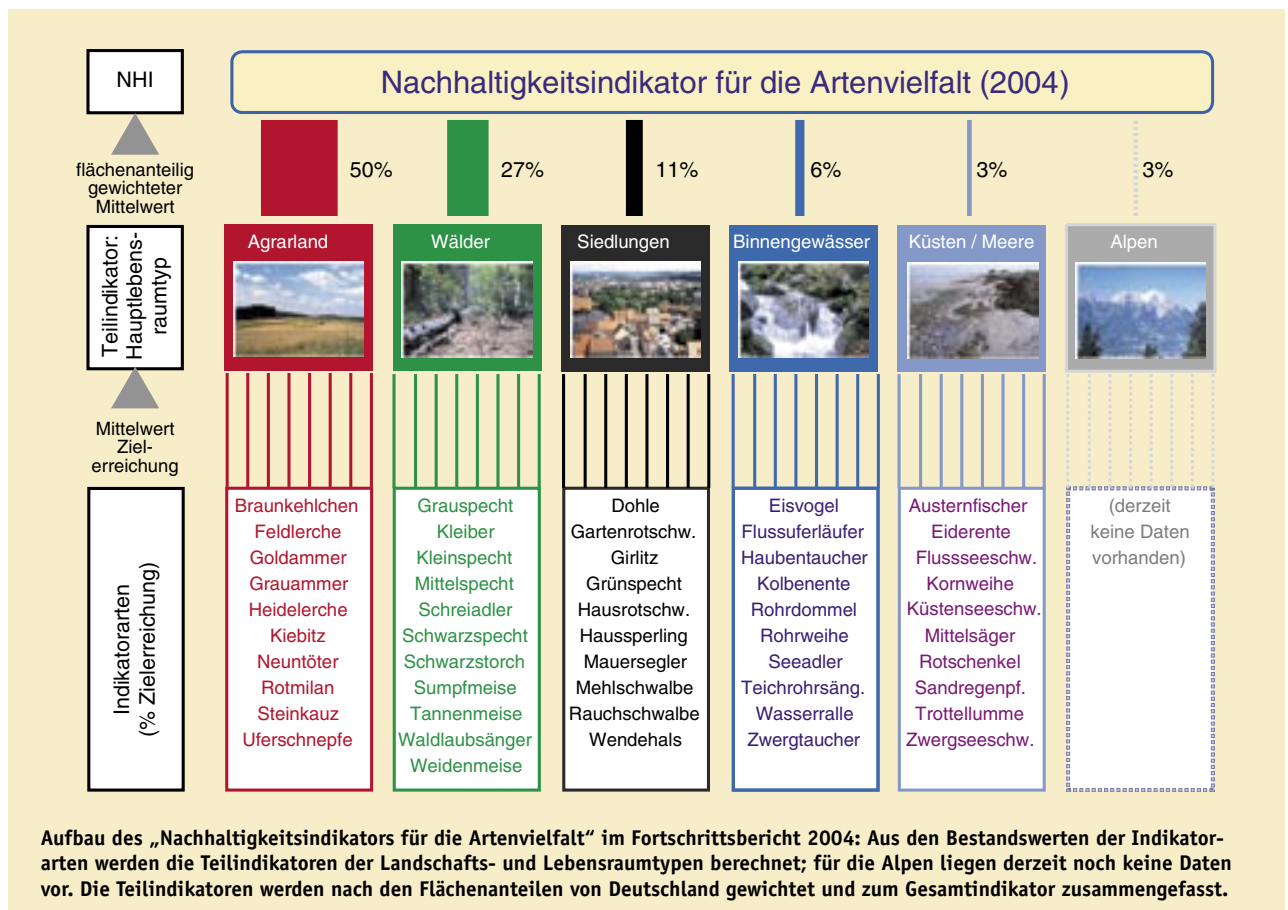 NHI
Nachhaltigkeitsindikator für die Artenvielfalt (2004)
flächenanteilig
gewichteter
Mittelwert
50%
27%
11%
6%
3%
3%
Teilindikator:
Hauptlebens-
raumtyp
Agrarland
Wälder
Siedlungen
Binnengewässer
Küsten / Meere
Alpen
Mittelwert
Ziel-
erreichung
Indikatorarten
(% Zielerreichung)
Braunkehlchen
Feldlerche
Goldammer
Grauammer
Heidelerche
Kiebitz
Neuntöter
Rotmilan
Steinkauz
Uferschnepfe
Grauspecht
Kleiber
Kleinspecht
Mittelspecht
Schreiadler
Schwarzspecht
Schwarzstorch
Sumpfmeise
Tannenmeise
Waldlaubsänger
Weidenmeise
Dohle
Gartenrotschw.
Girlitz
Grünspecht
Hausrotschw.
Haussperling
Mauersegler
Mehlschwalbe
Rauchschwalbe
Wendehals
Eisvogel
Flussuferläufer
Haubentaucher
Kolbenente
Rohrdommel
Rohrweihe
Seeadler
Teichrohrsäng.
Wasserralle
Zwergtaucher
Austernfischer
Eiderente
Flussseeschw.
Kornweihe
Küstenseeschw.
Mittelsäger
Rotschenkel
Sandregenpf.
Trottellumme
Zwergseeschw.
(derzeit
keine Daten
vorhanden)
Aufbau des „Nachhaltigkeitsindikators für die Artenvielfalt“ im Fortschrittsbericht 2004: Aus den Bestandswerten der Indikator-
arten werden die Teilindikatoren der Landschafts- und Lebensraumtypen berechnet; für die Alpen liegen derzeit noch keine Daten
vor. Die Teilindikatoren werden nach den Flächenanteilen von Deutschland gewichtet und zum Gesamtindikator zusammengefasst.